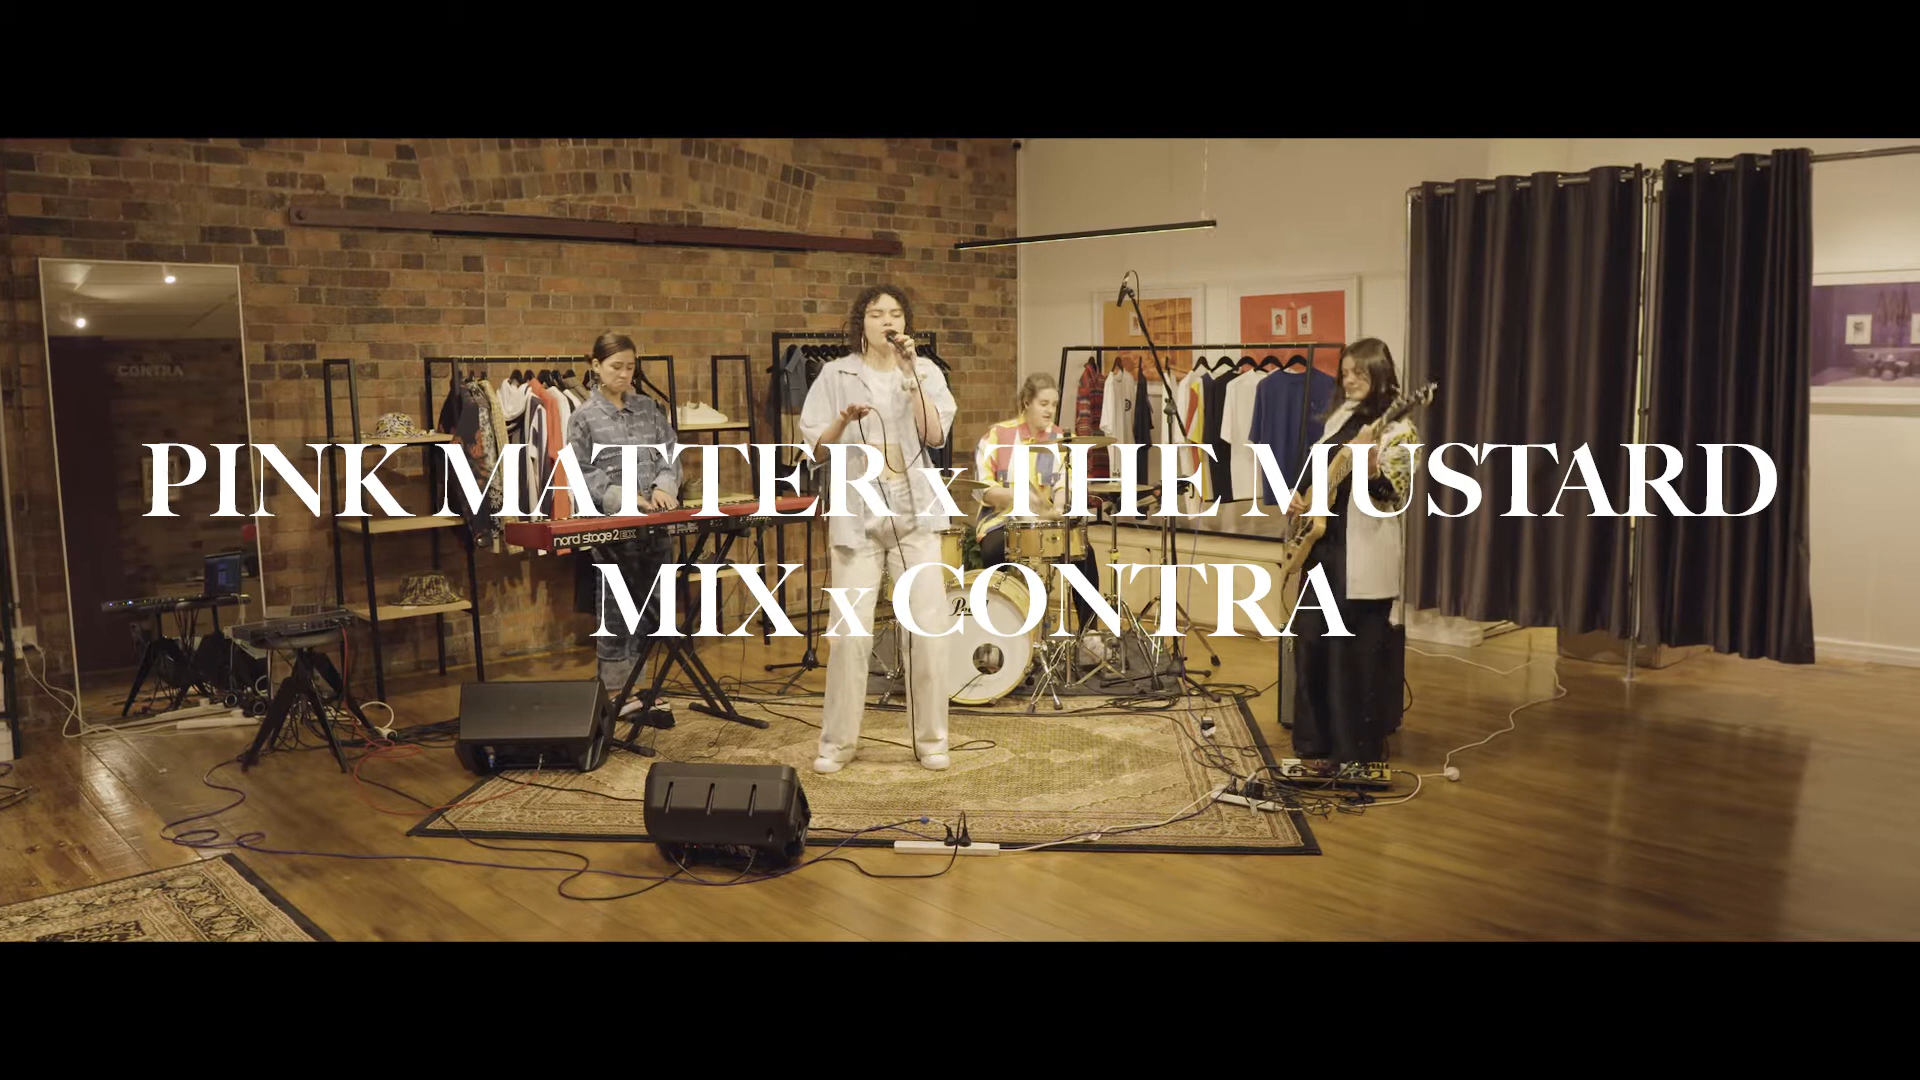 CONTRA
PINK MATTER x THE MUSTARD
nord stage 2 EX
MIX x CONTRA